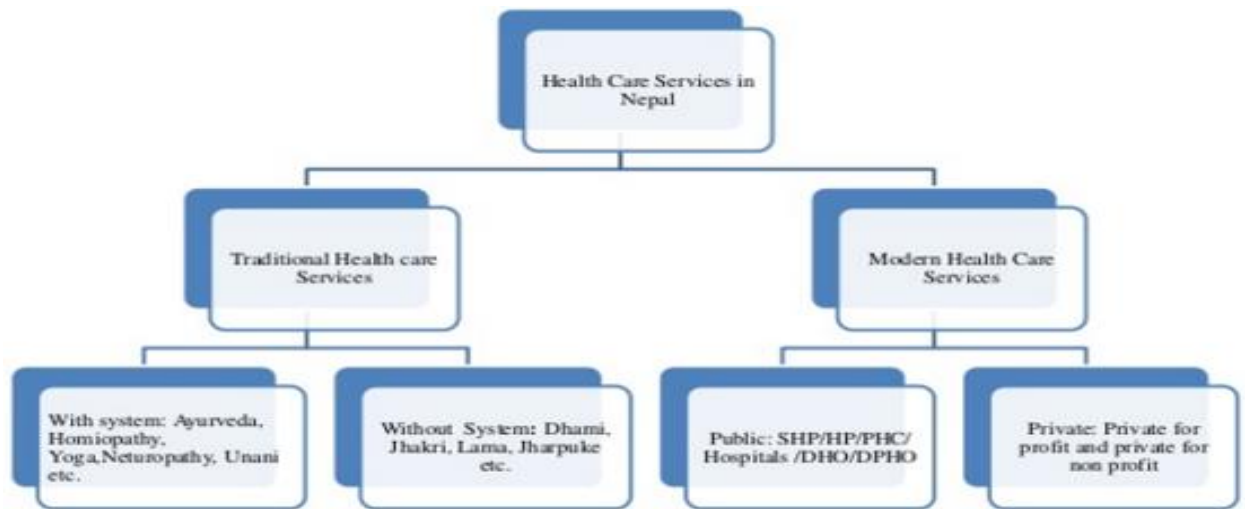 Health Care Services in
Nepal
Traditional Health care
Services
Modern Health Care
Services
With system: Ayurveda,
Homiopathy,
Yoga,Neturopathy, Unani
etc.
Without System: Dhami,
Jhakri, Lama, Jharpuke
etc.
Public: SHP/HP/PHC/
Hospitals /DHO/DPHO
Private: Private for
profit and private for
non profit